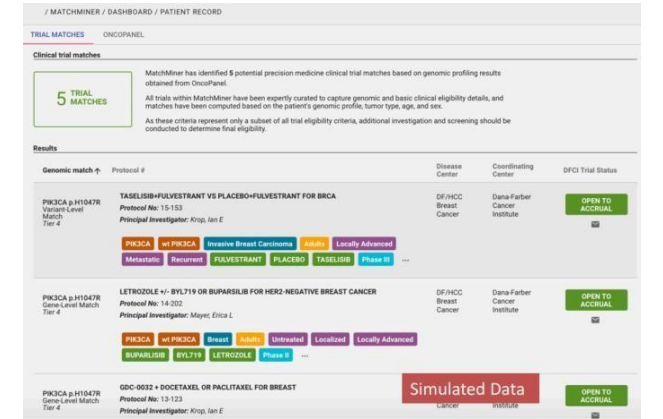 / MATCHMINER / DASHBOARD / PATIENT RECORD
TRIAL MATCHES ONCOPANEL
Clinical trial matches
5 TRIAL MATCHES
MatchMiner has identified 5 potential precision medicine clinical trial matches based on genomic profiling results
obtained from OncoPanel.
All trials within MatchMiner have been expertly curated to capture genomic and basic clinical eligibility details, and
matches have been computed based on the patient's genomic profile, tumor type, age, and sex.
As these criteria represent only a subset of all trial eligibility criteria, additional investigation and screening should be
conducted to determine final eligibility.
Results
Genomic match ↑ Protocol # Disease Center Coordinating Center DFCI Trial Status
PIK3CA p.H1047R
Variant-Level
Match
Tier 4
TASELISIB+FULVESTRANT VS PLACEBO+FULVESTRANT FOR BRCA
Protocol No: 15-153
Principal Investigator: Krop, Ian E
PIK3CA wt PIK3CA Invasive Breast Carcinoma Adults Locally Advanced
Metastatic Recurrent FULVESTRANT PLACEBO TASELISIB Phase III ...
DF/HCC
Breast
Cancer
Dana-Farber
Cancer
Institute
OPEN TO
ACCRUAL
PIK3CA p.H1047R
Gene-Level Match
Tier 4
LETROZOLE +/- BYL719 OR BUPARSILIB FOR HER2-NEGATIVE BREAST CANCER
Protocol No: 14-202
Principal Investigator: Mayer, Erica L
PIK3CA wt PIK3CA Breast Adults Untreated Localized Locally Advanced
BUPARLISIB BYL719 LETROZOLE Phase II ...
DF/HCC
Breast
Cancer
Dana-Farber
Cancer
Institute
OPEN TO
ACCRUAL
PIK3CA p.H1047R
Gene-Level Match
Tier 4
GDC-0032 + DOCETAXEL OR PACLITAXEL FOR BREAST
Protocol No: 13-123
Principal Investigator: Krop, Ian E
Simulated Data
Cancer
Institute
OPEN TO
ACCRUAL